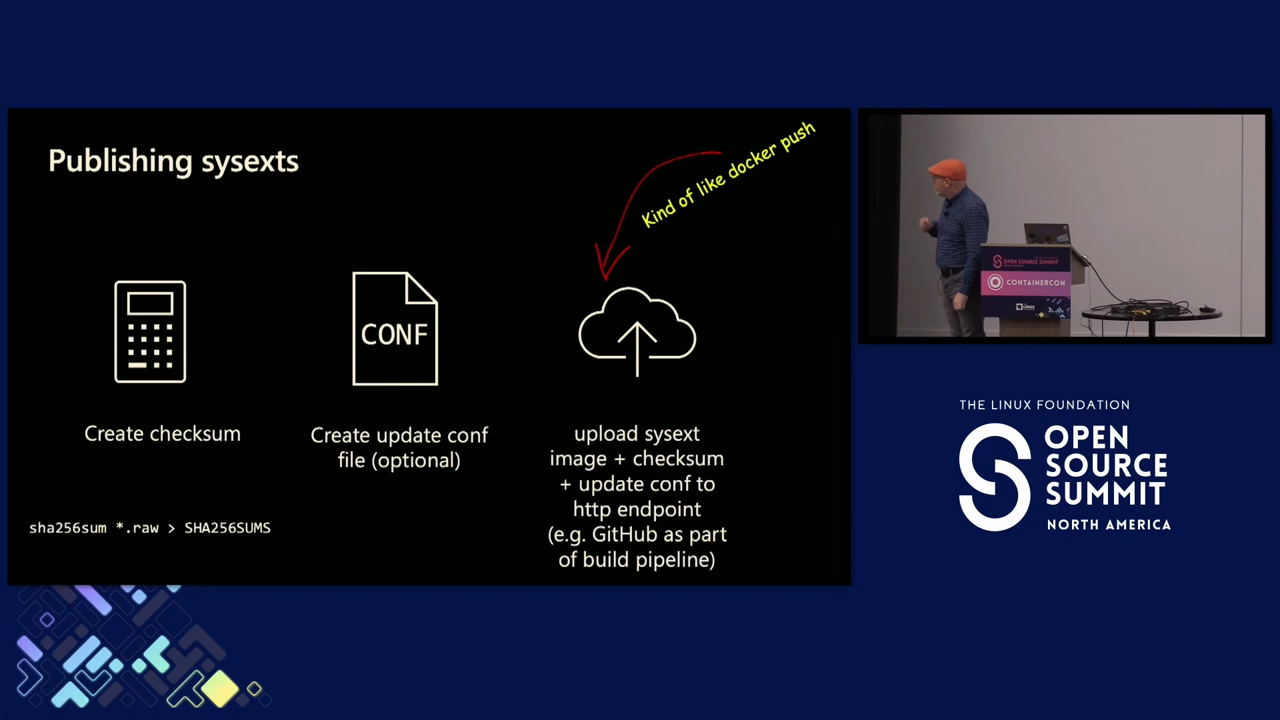 Publishing sysexts
Kind of like docker push
CONF
Create checksum
Create update conf
file (optional)
upload sysext
image + checksum
+ update conf to
http endpoint
(e.g. GitHub as part
of build pipeline)
sha256sum *.raw > SHA256SUMS
OPEN SOURCE SUMMIT
CONTAINERCON
THE LINUX FOUNDATION
OPEN
SOURCE
SUMMIT
NORTH AMERICA